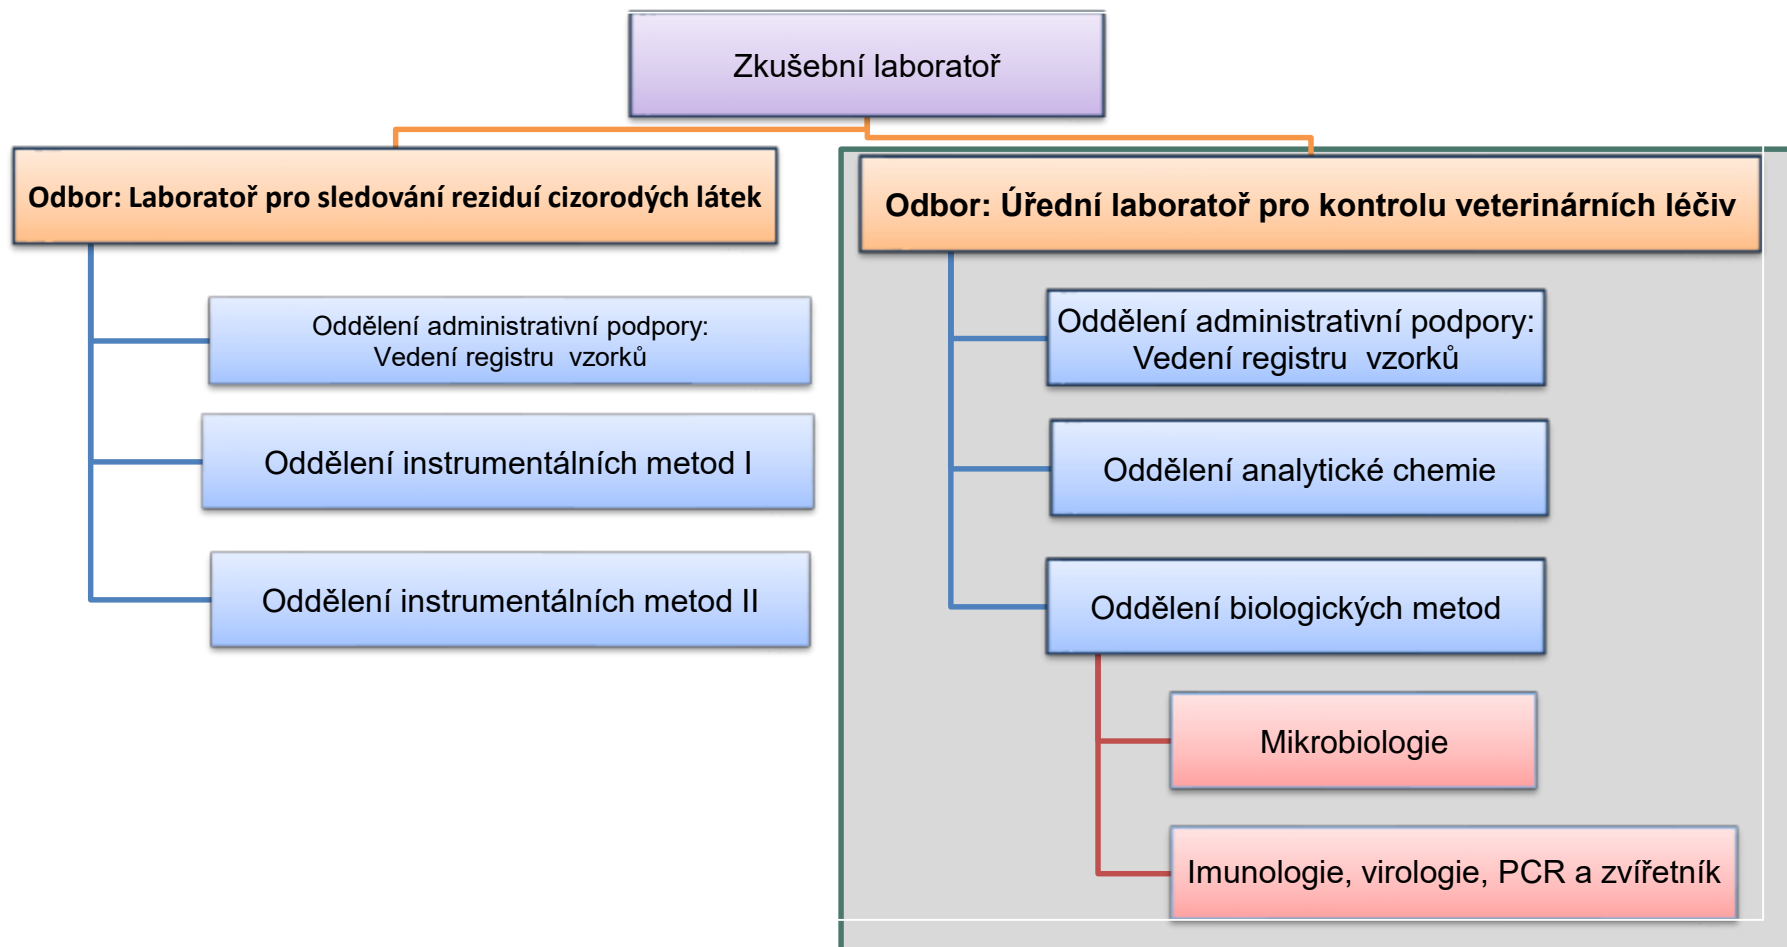 Zkušební laboratoř
Odbor: Laboratoř pro sledování reziduí cizorodých látek
Oddělení administrativní podpory:
Vedení registru vzorků
Oddělení instrumentálních metod I
Oddělení instrumentálních metod II
Odbor: Úřední laboratoř pro kontrolu veterinárních léčiv
Oddělení administrativní podpory:
Vedení registru vzorků
Oddělení analytické chemie
Oddělení biologických metod
Mikrobiologie
Imunologie, virologie, PCR a zvířetník